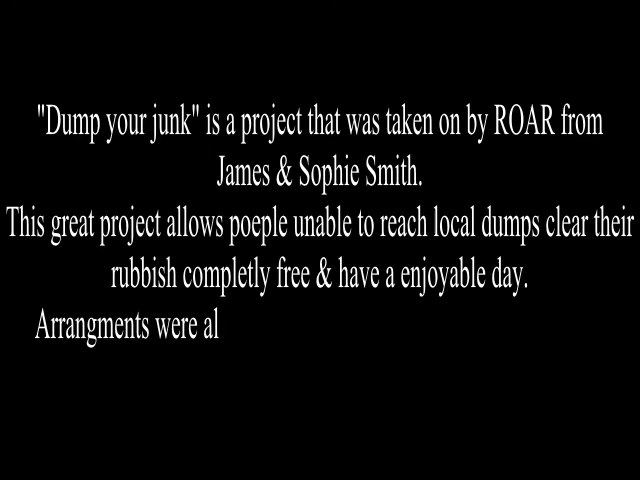 "Dump your junk" is a project that was taken on by ROAR from
James & Sophie Smith.
This great project allows poeple unable to reach local dumps clear their
rubbish completly free & have a enjoyable day.
Arrangments were al